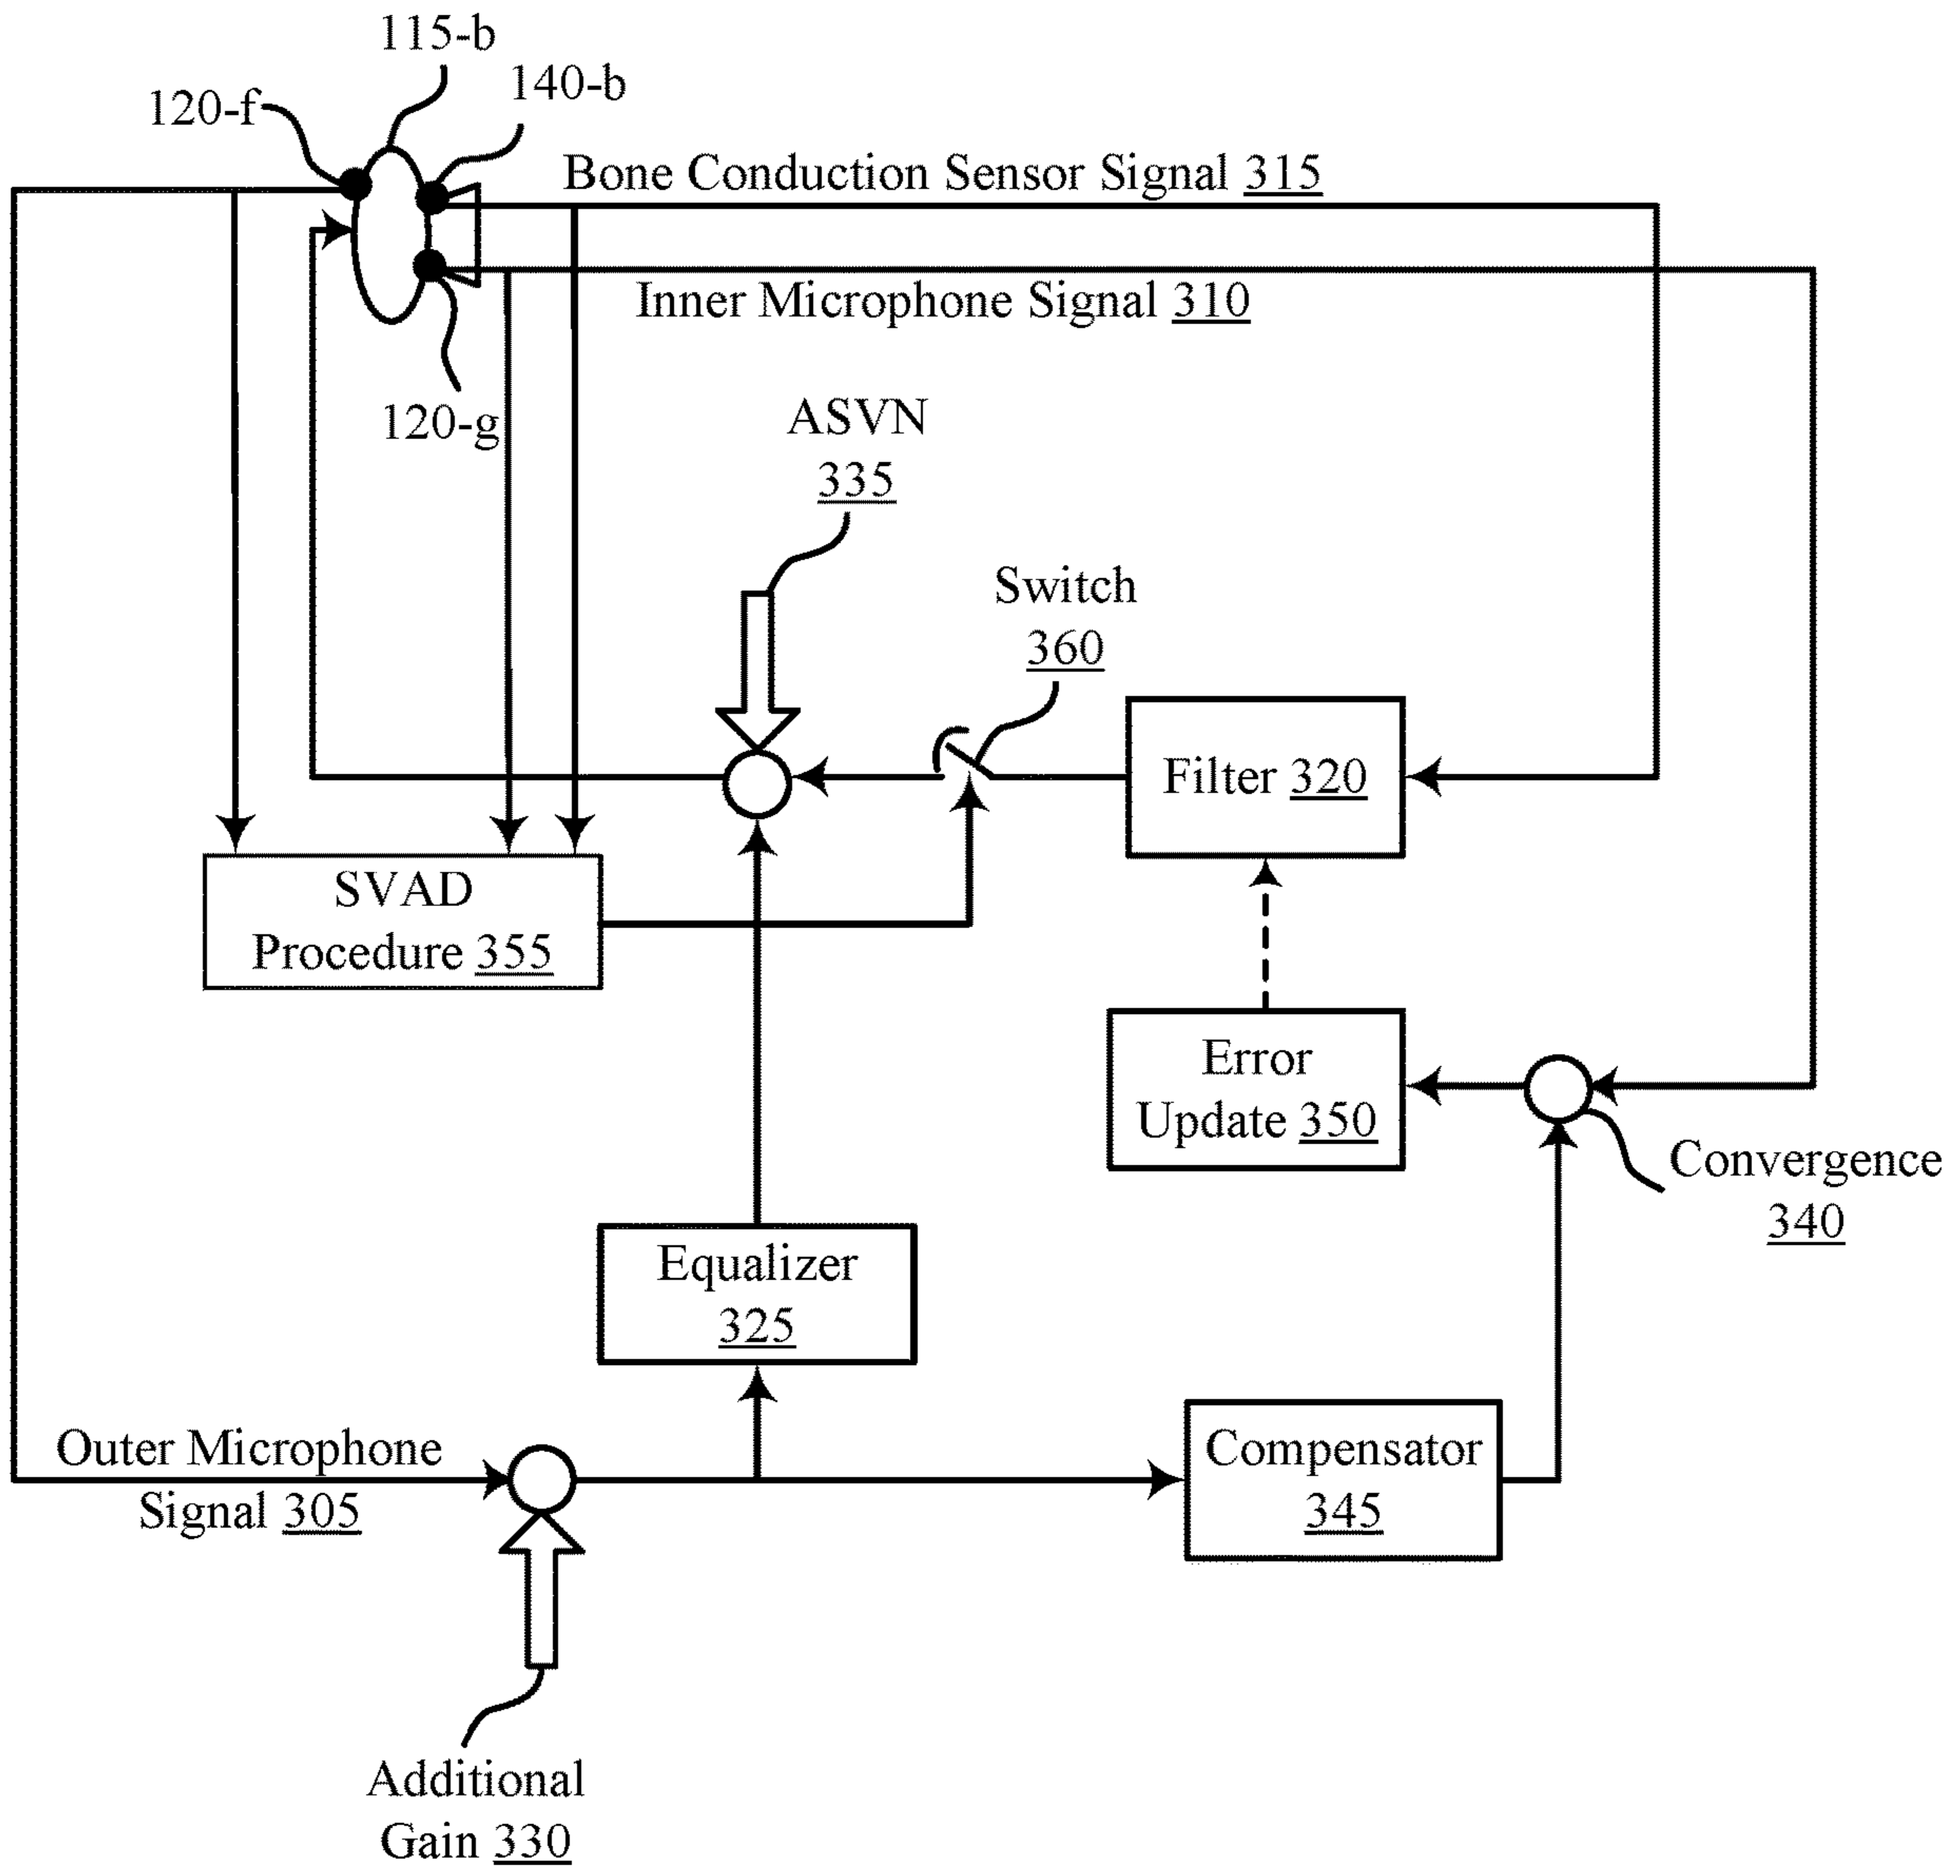 115-b
140-b
120-f
Bone Conduction Sensor Signal 315
Inner Microphone Signal 310
120-g
ASVN
335
Switch
360
Filter 320
SVAD
Procedure 355
Error
Update 350
Convergence
340
Equalizer
325
Outer Microphone
Signal 305
Compensator
345
Additional
Gain 330